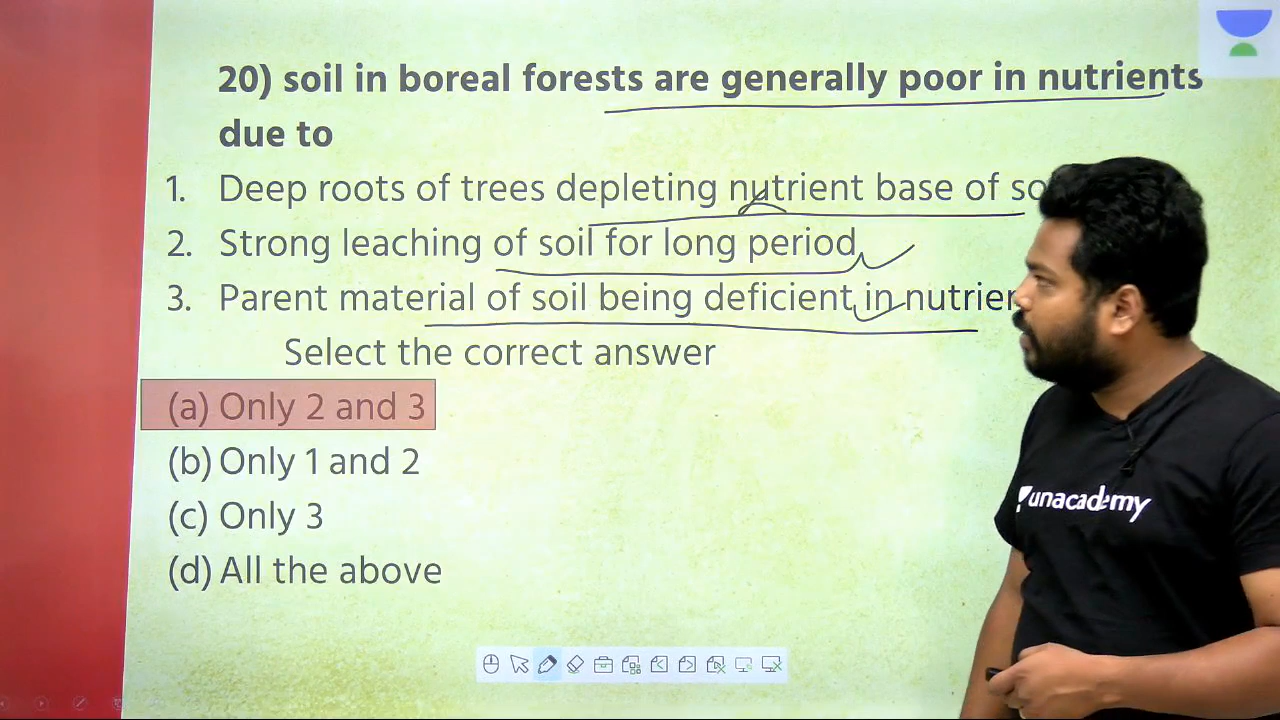 20) soil in boreal forests are generally poor in nutrients
due to
1. Deep roots of trees depleting nutrient base of
2. Strong leaching of soil for long period
3. Parent material of soil being deficient in
Select the correct answer
(a) Only 2 and 3
(b) Only 1 and 2
(c) Only 3
(d) All the above
unacademy